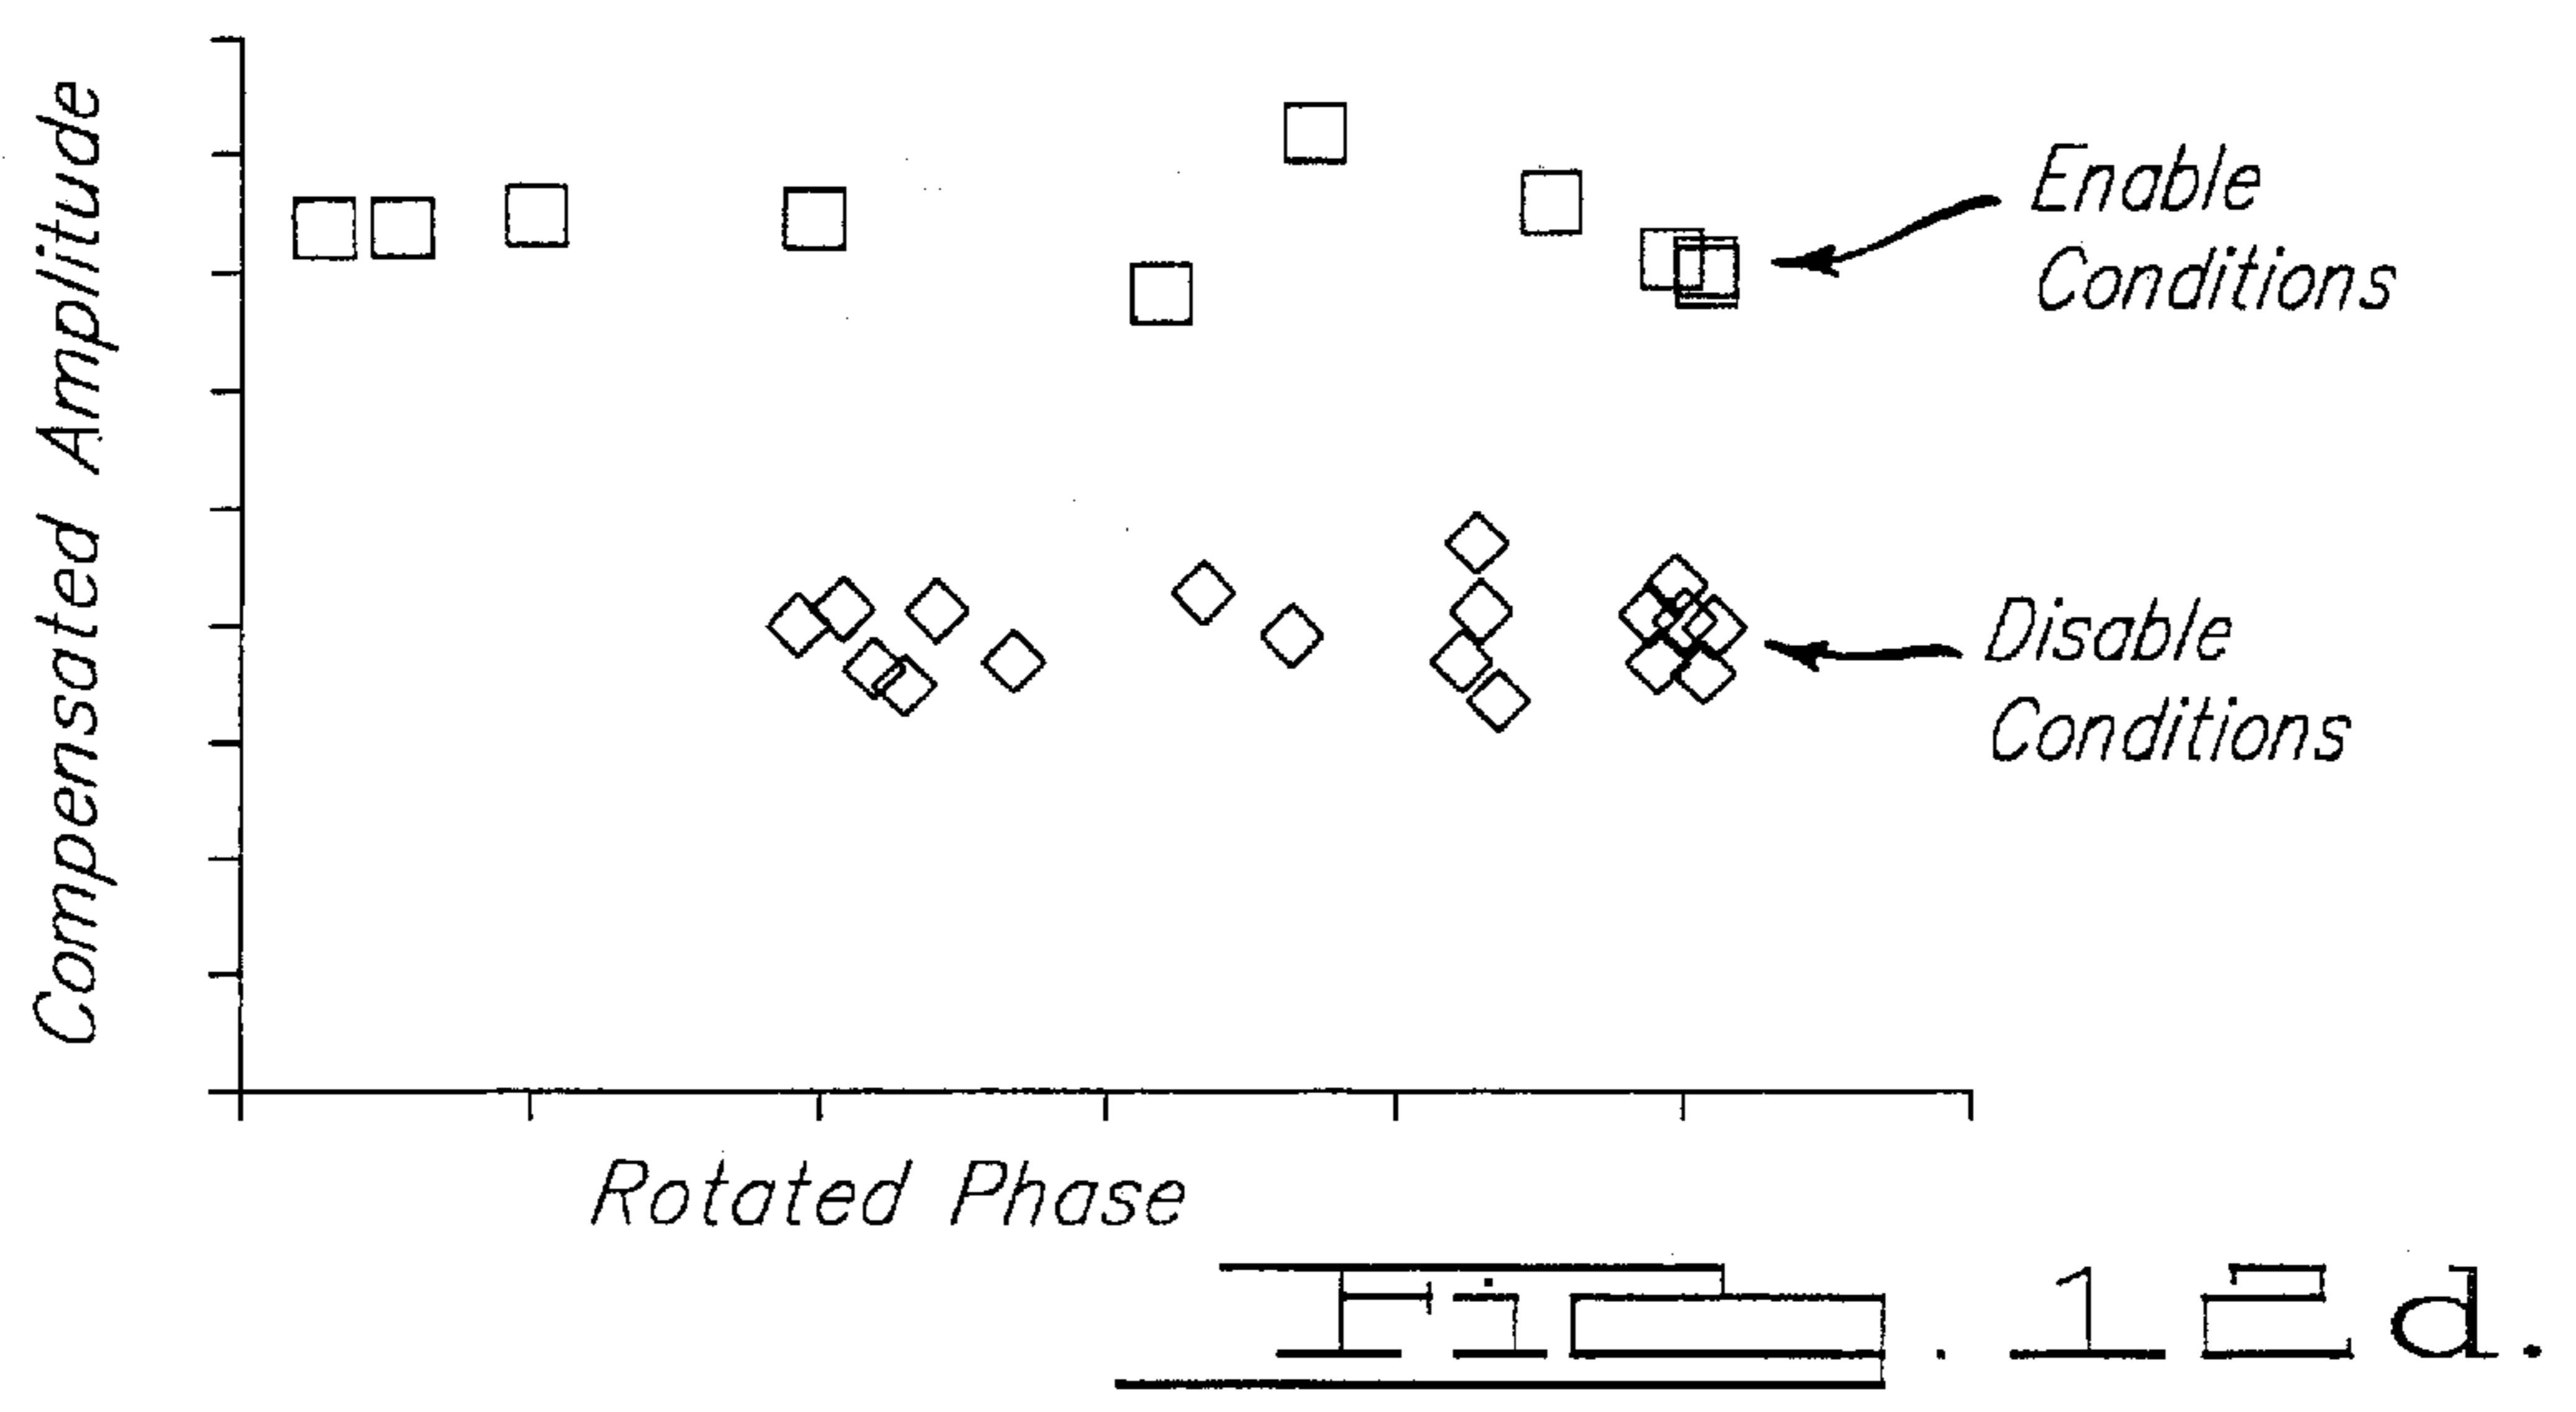 Compensated Amplitude
Enable
Conditions
Disable
Conditions
Rotated Phase
Fig. 12d.